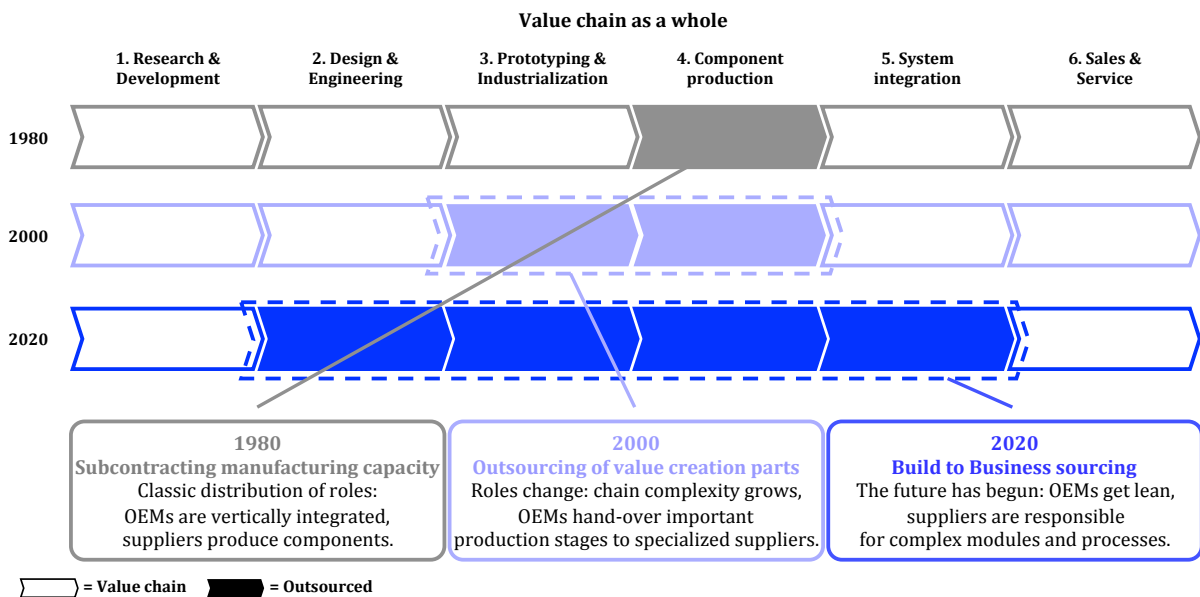 Value chain as a whole
1. Research &
Development
2. Design &
Engineering
3. Prototyping &
Industrialization
4. Component
production
5. System
integration
6. Sales &
Service
1980
2000
2020
1980
Subcontracting manufacturing capacity
Classic distribution of roles:
OEMs are vertically integrated,
suppliers produce components.
2000
Outsourcing of value creation parts
Roles change: chain complexity grows,
OEMs hand-over important
production stages to specialized suppliers.
2020
Build to Business sourcing
The future has begun: OEMs get lean,
suppliers are responsible
for complex modules and processes.
= Value chain
= Outsourced